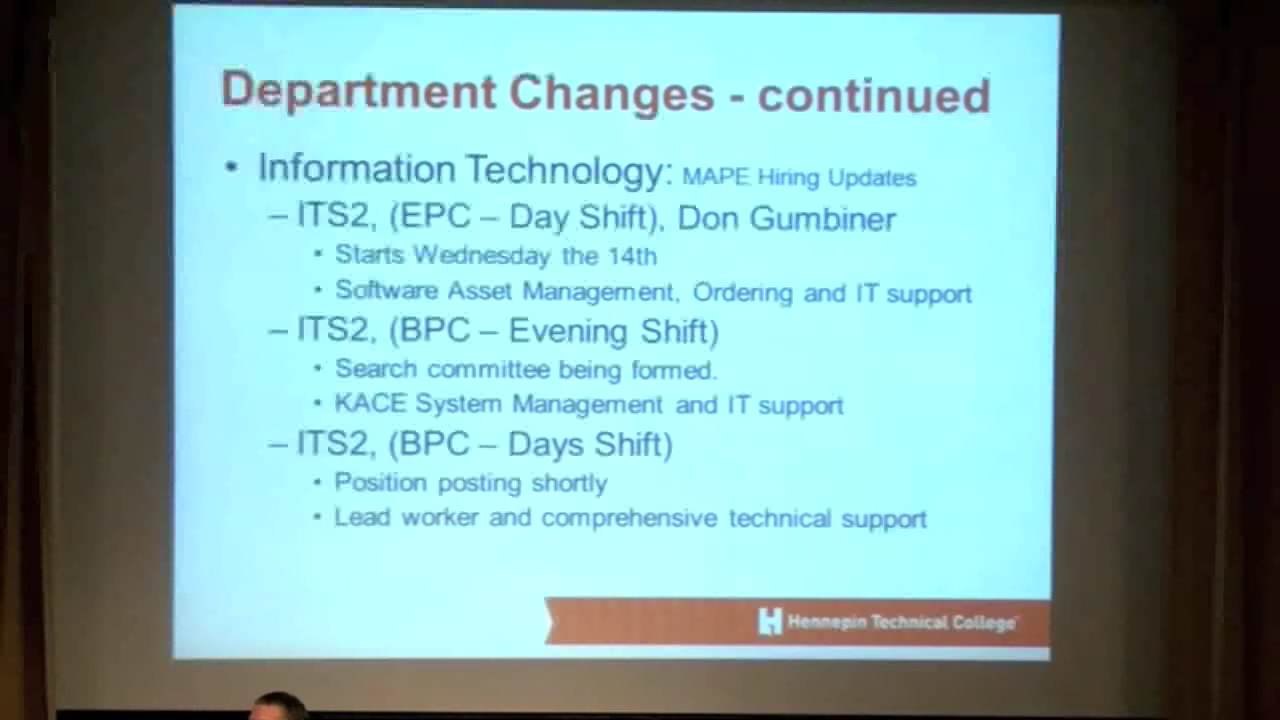 Department Changes - continued
• Information Technology: MAPE Hiring Updates
– ITS2, (EPC – Day Shift), Don Gumbiner
• Starts Wednesday the 14th
• Software Asset Management, Ordering and IT support
– ITS2, (BPC – Evening Shift)
• Search committee being formed.
• KACE System Management and IT support
– ITS2, (BPC – Days Shift)
• Position posting shortly
• Lead worker and comprehensive technical support
Hennepin Technical College